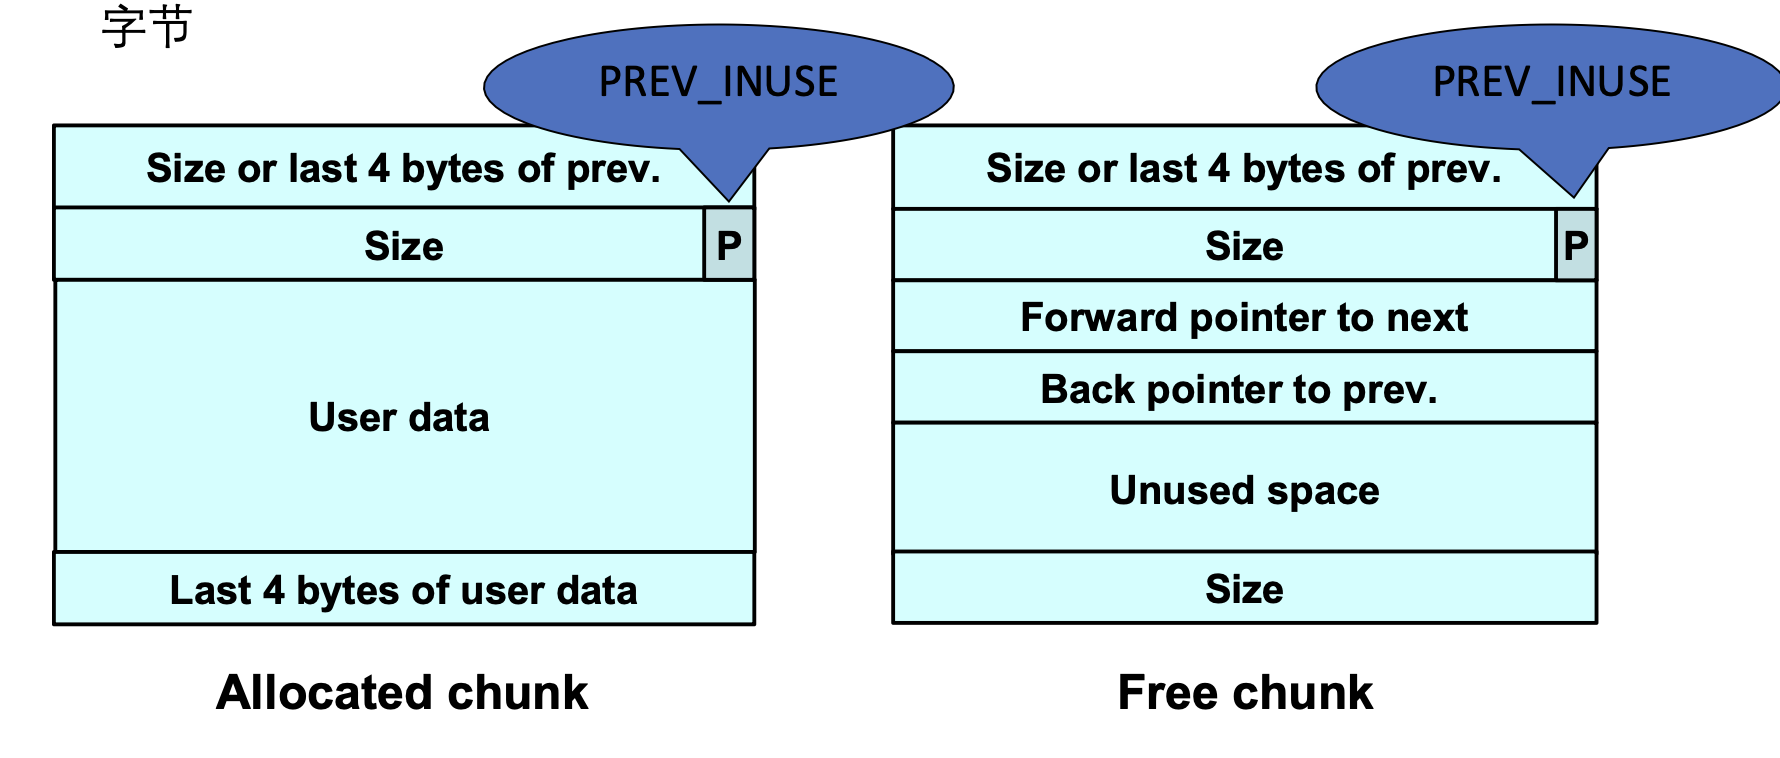 字节
PREV_INUSE
PREV_INUSE
Size or last 4 bytes of prev.
Size or last 4 bytes of prev.
Size
P
Size
P
User data
Forward pointer to next
Back pointer to prev.
Unused space
Last 4 bytes of user data
Size
Allocated chunk
Free chunk